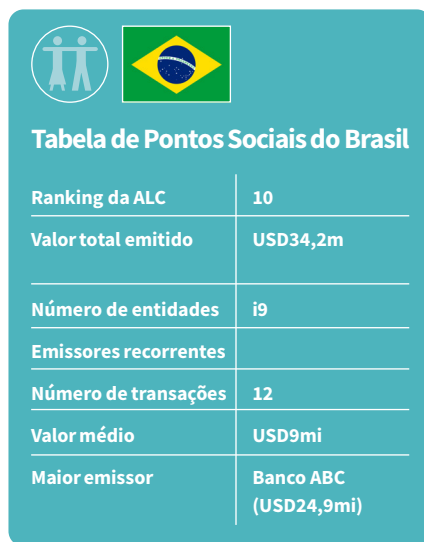 Tabela de Pontos Sociais do Brasil
Ranking da ALC 10
Valor total emitido USD34,2m
Número de entidades i9
Emissores recorrentes
Número de transações 12
Valor médio USD9mi
Maior emissor Banco ABC
(USD24,9mi)